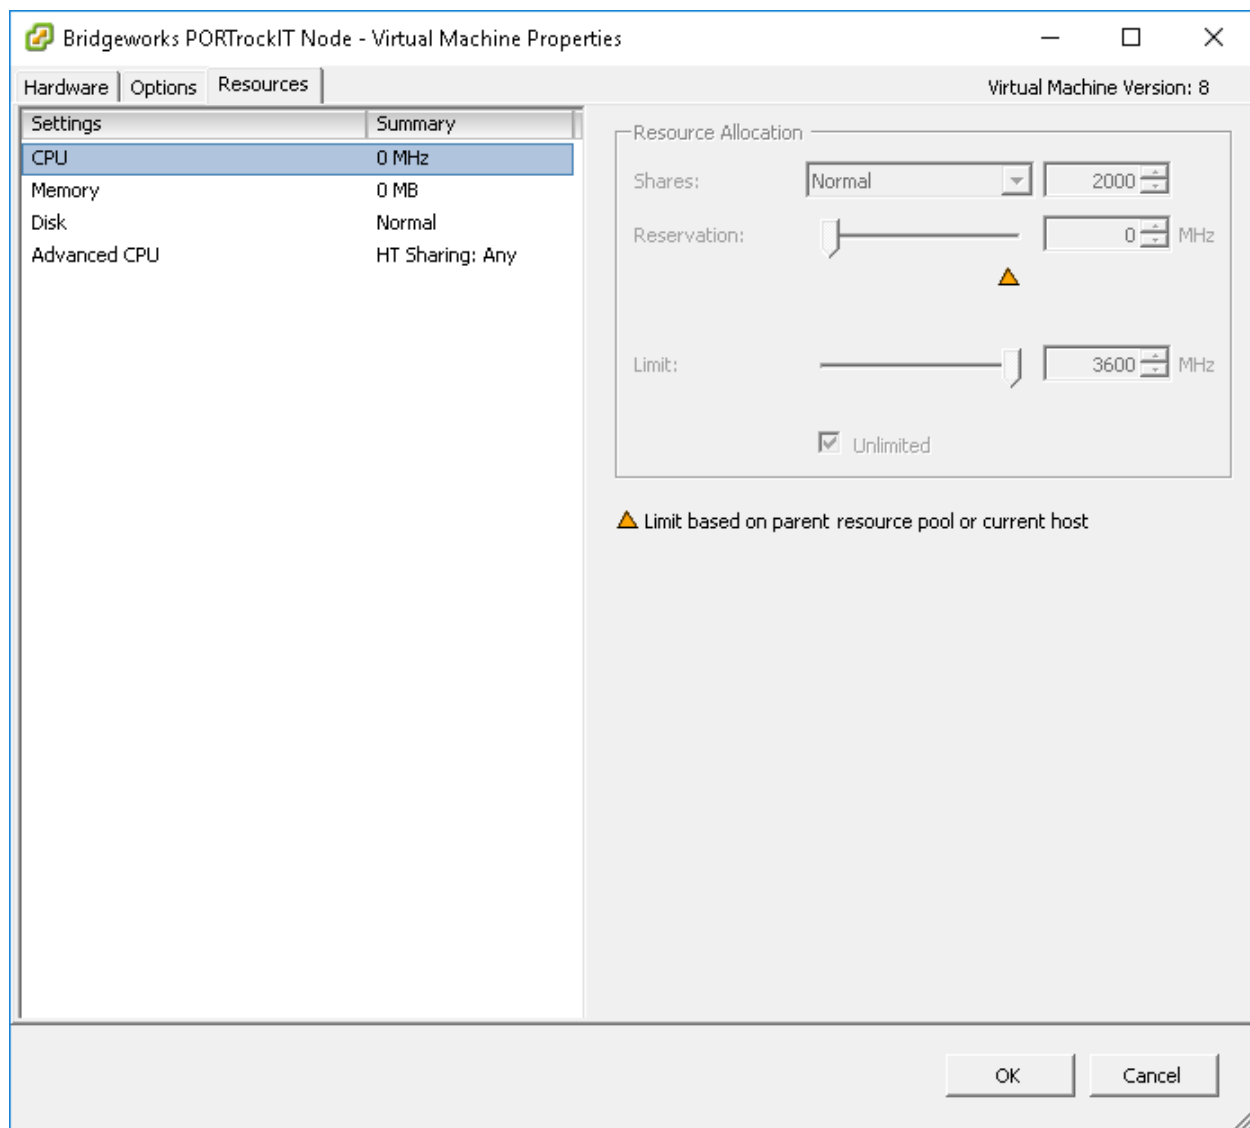 Bridgeworks PORTrockIT Node - Virtual Machine Properties
Hardware Options Resources Virtual Machine Version: 8
Settings Summary
CPU 0 MHz
Memory 0 MB
Disk Normal
Advanced CPU HT Sharing: Any
Resource Allocation
Shares: Normal 2000
Reservation: 0 MHz
Limit: 3600 MHz
Unlimited
Limit based on parent resource pool or current host
OK Cancel